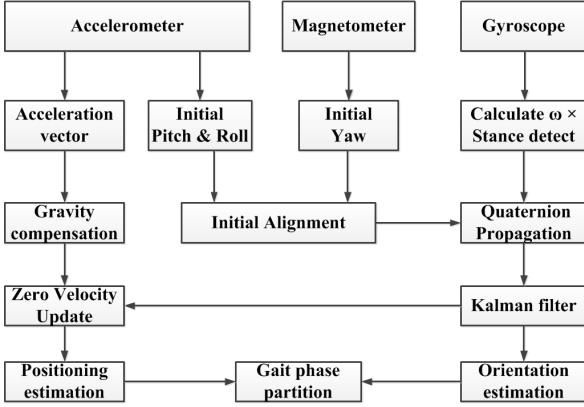 Accelerometer
Magnetometer
Gyroscope
Acceleration
vector
Initial
Pitch & Roll
Initial
Yaw
Calculate ω ×
Stance detect
Gravity
compensation
Initial Alignment
Quaternion
Propagation
Zero Velocity
Update
Kalman filter
Positioning
estimation
Gait phase
partition
Orientation
estimation